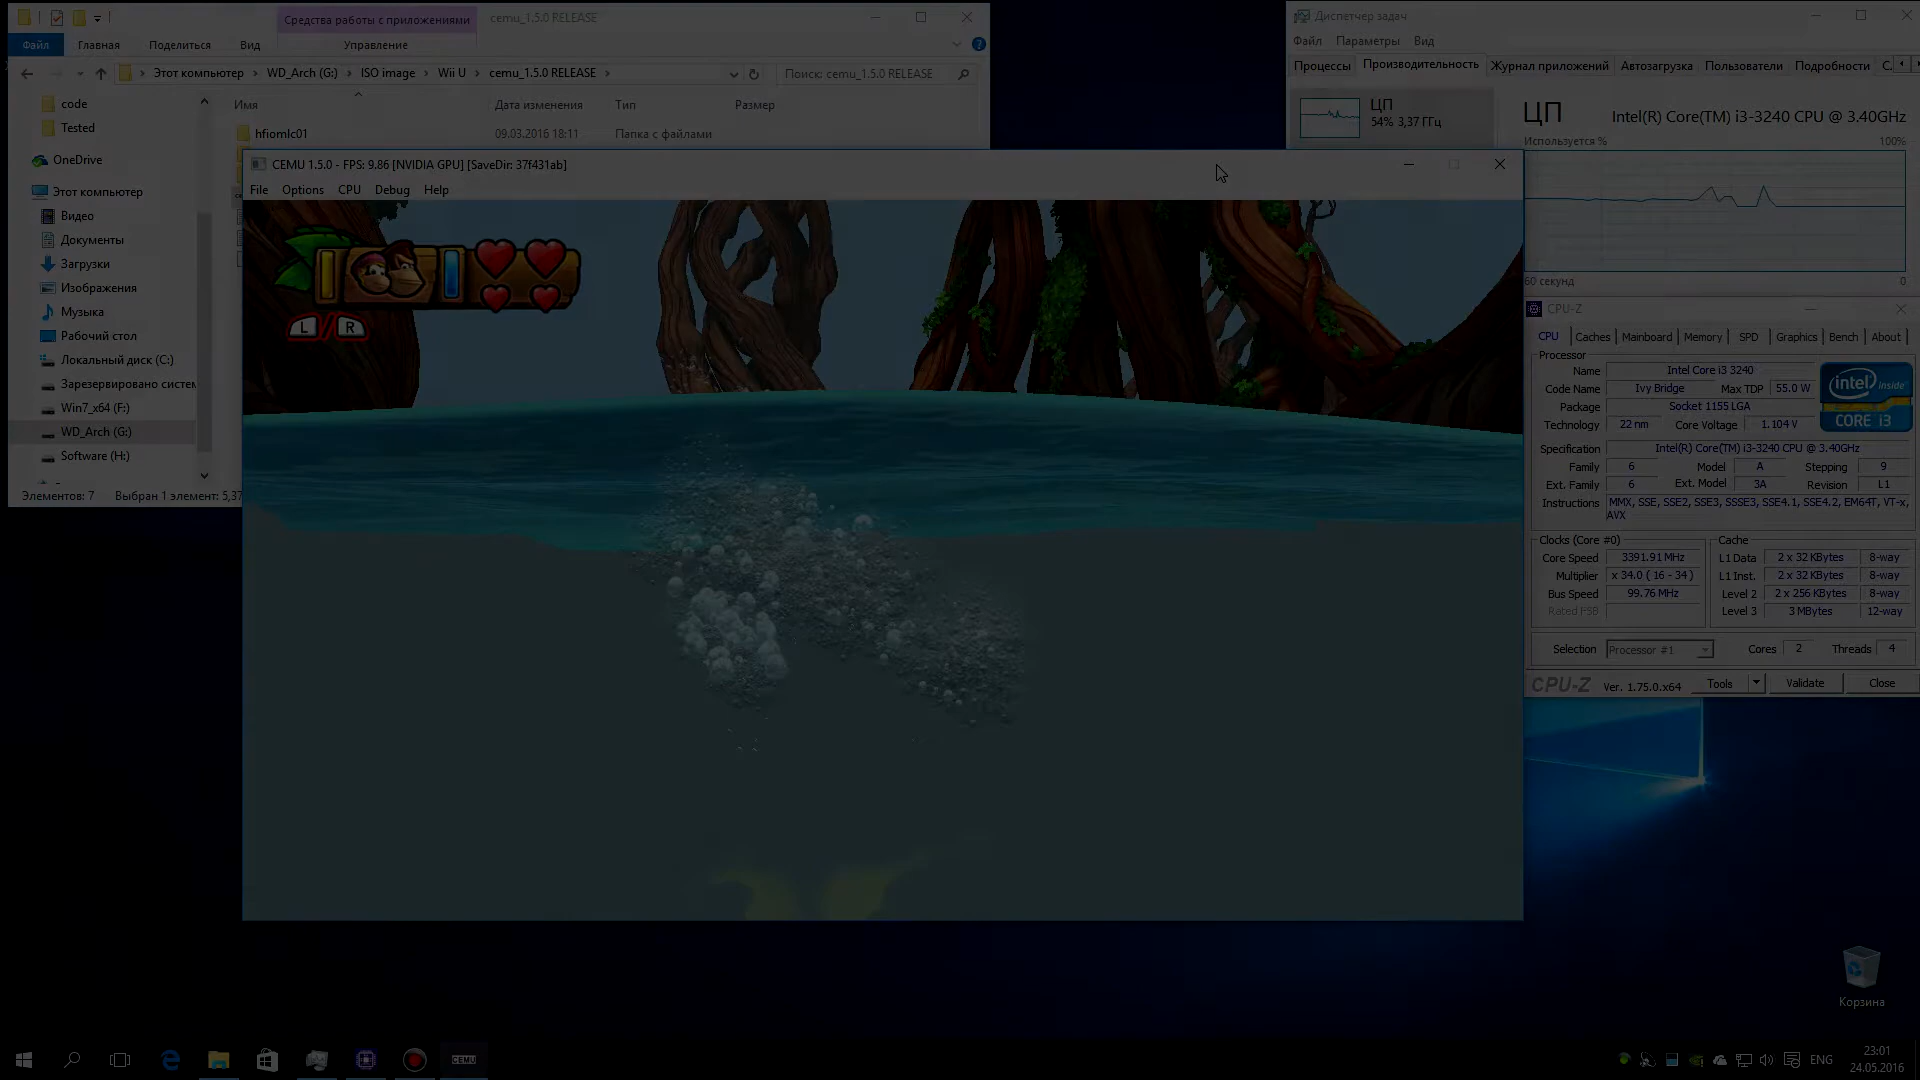 Средства работы с приложениями
cemu_1.5.0 RELEASE
Файл
Главная
Поделиться
Вид
Управление
Этот компьютер
WD_Arch (G:)
ISO image
Wii U
cemu_1.5.0 RELEASE
Поиск: cemu_1.5.0 RELEASE
code
Tested
OneDrive
Этот компьютер
Видео
Документы
Загрузки
Изображения
Музыка
Рабочий стол
Локальный диск (C:)
Зарезервировано систем
Win7_x64 (F:)
WD_Arch (G:)
Software (H:)
Имя
Дата изменения
Тип
Размер
hfiomlc01
09.03.2016 18:11
Папка с файлами
Элементов: 7
Выбран 1 элемент: 5,37
CEMU 1.5.0 - FPS: 9.86 [NVIDIA GPU] [SaveDir: 37f431ab]
File Options CPU Debug Help
L / R
Диспетчер задач
Файл Параметры Вид
Процессы
Производительность
Журнал приложений
Автозагрузка
Пользователи
Подробности
С.
ЦП
54% 3,37 ГГц
ЦП
Intel(R) Core(TM) i3-3240 CPU @ 3.40GHz
Используется %
100%
60 секунд
0
CPU-Z
CPU Caches Mainboard Memory SPD Graphics Bench About
Processor
Name Intel Core i3 3240
Code Name Ivy Bridge Max TDP 55.0 W
Package Socket 1155 LGA
Technology 22 nm Core Voltage 1.104 V
intel inside
CORE i3
Specification Intel(R) Core(TM) i3-3240 CPU @ 3.40GHz
Family 6 Model A Stepping 9
Ext. Family 6 Ext. Model 3A Revision L1
Instructions MMX, SSE, SSE2, SSE3, SSSE3, SSE4.1, SSE4.2, EM64T, VT-x,
AVX
Clocks (Core #0)
Core Speed 3391.91 MHz
Multiplier x 34.0 ( 16 - 34 )
Bus Speed 99.76 MHz
Rated FSB
Cache
L1 Data 2 x 32 KBytes 8-way
L1 Inst. 2 x 32 KBytes 8-way
Level 2 2 x 256 KBytes 8-way
Level 3 3 MBytes 12-way
Selection Processor #1 Cores 2 Threads 4
CPU-Z Ver. 1.75.0.x64 Tools Validate Close
Корзина
CEMU
ENG
23:01
24.05.2016